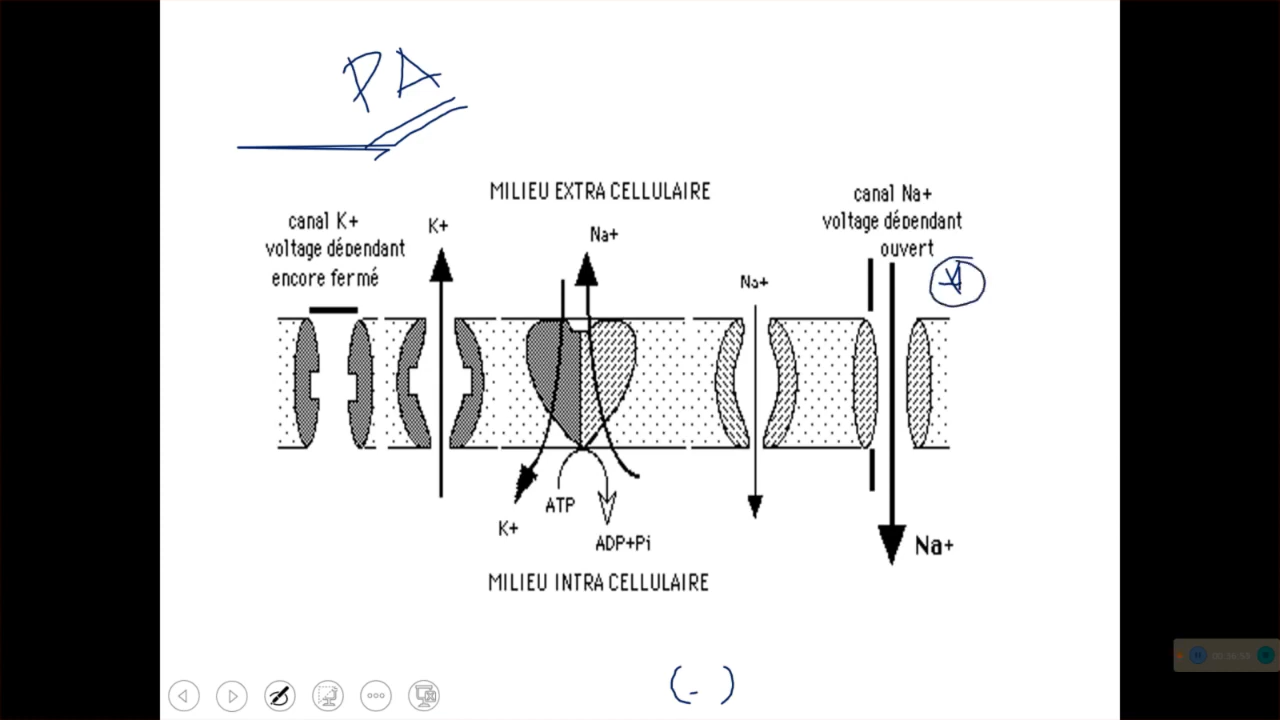 PA
MILIEU EXTRA CELLULAIRE
canal K+
voltage dépendant
encore fermé
K+
Na+
Na+
canal Na+
voltage dépendant
ouvert
K+
ATP
ADP+Pi
Na+
MILIEU INTRA CELLULAIRE
(-)